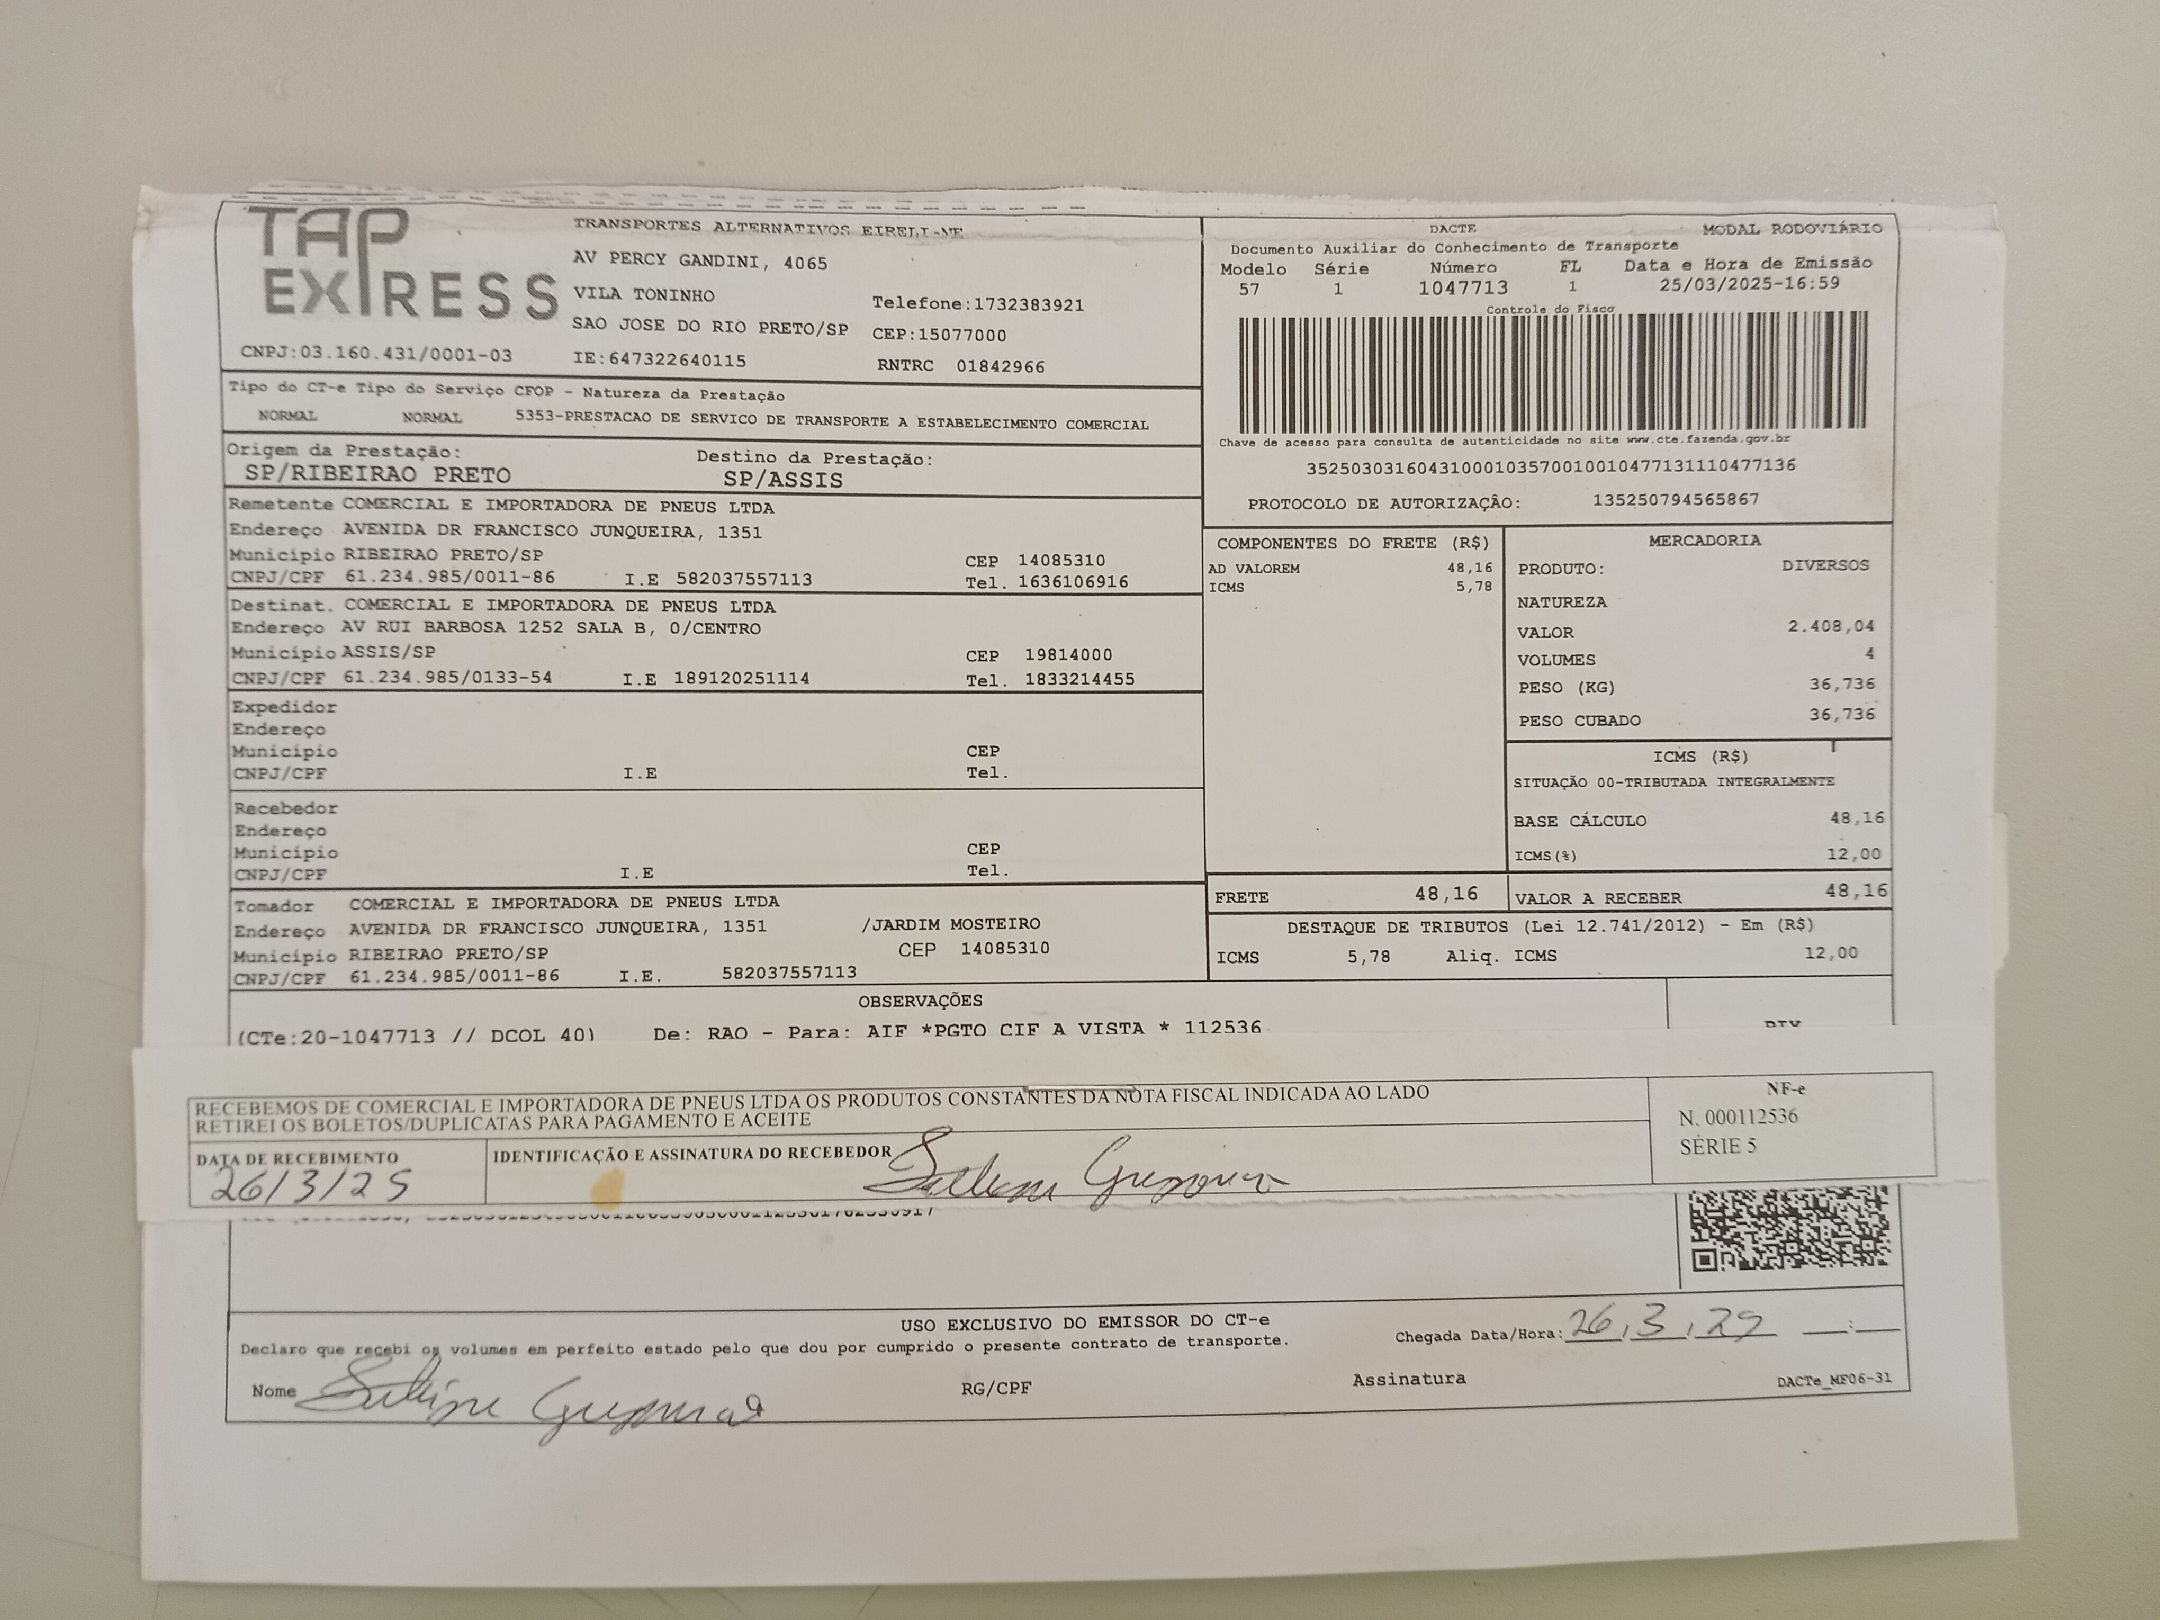 TAP EXPRESS
TRANSPORTES ALTERNATIVOS EIRELI-ME
AV PERCY GANDINI, 4065
VILA TONINHO
Telefone:1732383921
SAO JOSE DO RIO PRETO/SP CEP:15077000
CNPJ:03.160.431/0001-03 IE:647322640115 RNTRC 01842966
DACTE MODAL RODOVIÁRIO
Documento Auxiliar do Conhecimento de Transporte
Modelo Série Número FL Data e Hora de Emissão
57 1 1047713 1 25/03/2025-16:59
Controle do Fisco
Chave de acesso para consulta de autenticidade no site www.cte.fazenda.gov.br
35250303160431000103570010010477131110477136
PROTOCOLO DE AUTORIZAÇÂO: 135250794565867
Tipo do CT-e Tipo do Serviço CFOP - Natureza da Prestação
NORMAL NORMAL 5353-PRESTACAO DE SERVICO DE TRANSPORTE A ESTABELECIMENTO COMERCIAL
Origem da Prestação: Destino da Prestação:
SP/RIBEIRAO PRETO SP/ASSIS
Remetente COMERCIAL E IMPORTADORA DE PNEUS LTDA
Endereço AVENIDA DR FRANCISCO JUNQUEIRA, 1351
Município RIBEIRAO PRETO/SP CEP 14085310
CNPJ/CPF 61.234.985/0011-86 I.E 582037557113 Tel. 1636106916
Destinat. COMERCIAL E IMPORTADORA DE PNEUS LTDA
Endereço AV RUI BARBOSA 1252 SALA B, 0/CENTRO
Município ASSIS/SP CEP 19814000
CNPJ/CPF 61.234.985/0133-54 I.E 189120251114 Tel. 1833214455
Expedidor
Endereço
Município CEP
CNPJ/CPF I.E Tel.
Recebedor
Endereço
Município CEP
CNPJ/CPF I.E Tel.
Tomador COMERCIAL E IMPORTADORA DE PNEUS LTDA
Endereço AVENIDA DR FRANCISCO JUNQUEIRA, 1351 /JARDIM MOSTEIRO
Município RIBEIRAO PRETO/SP CEP 14085310
CNPJ/CPF 61.234.985/0011-86 I.E. 582037557113
COMPONENTES DO FRETE (R$)
AD VALOREM 48,16
ICMS 5,78
MERCADORIA
PRODUTO: DIVERSOS
NATUREZA
VALOR 2.408,04
VOLUMES 4
PESO (KG) 36,736
PESO CUBADO 36,736
ICMS (R$)
SITUAÇÃO 00-TRIBUTADA INTEGRALMENTE
BASE CÁLCULO 48,16
ICMS(%) 12,00
FRETE 48,16 VALOR A RECEBER 48,16
DESTAQUE DE TRIBUTOS (Lei 12.741/2012) - Em (R$)
ICMS 5,78 Aliq. ICMS 12,00
OBSERVAÇÕES
(CTe:20-1047713 // DCOL 40) De: RAO - Para: AIF *PGTO CIF A VISTA * 112536
RECEBEMOS DE COMERCIAL E IMPORTADORA DE PNEUS LTDA OS PRODUTOS CONSTANTES DA NOTA FISCAL INDICADA AO LADO
RETIREI OS BOLETOS/DUPLICATAS PARA PAGAMENTO E ACEITE
DATA DE RECEBIMENTO IDENTIFICAÇÃO E ASSINATURA DO RECEBEDOR
26/3/25
NF-e
N. 000112536
SÉRIE 5
USO EXCLUSIVO DO EMISSOR DO CT-e
Declaro que recebi os volumes em perfeito estado pelo que dou por cumprido o presente contrato de transporte.
Chegada Data/Hora: 26,3,25 __:__
Nome RG/CPF Assinatura DACTe_MF06-31